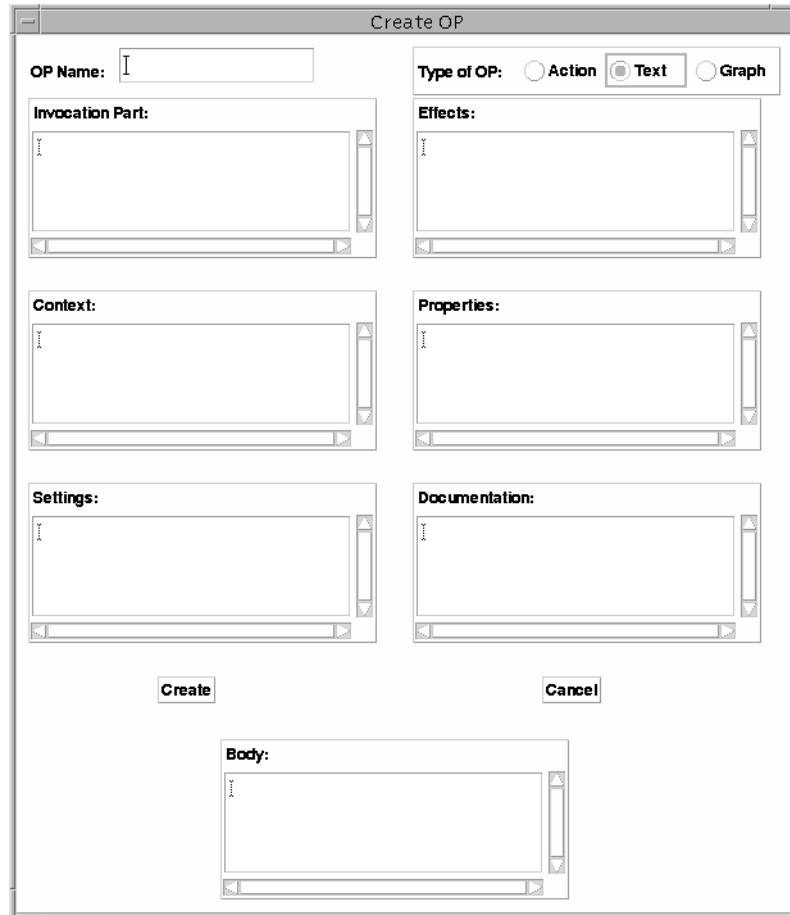 Create OP
OP Name:
Type of OP: Action Text Graph
Invocation Part:
Effects:
Context:
Properties:
Settings:
Documentation:
Create
Cancel
Body: